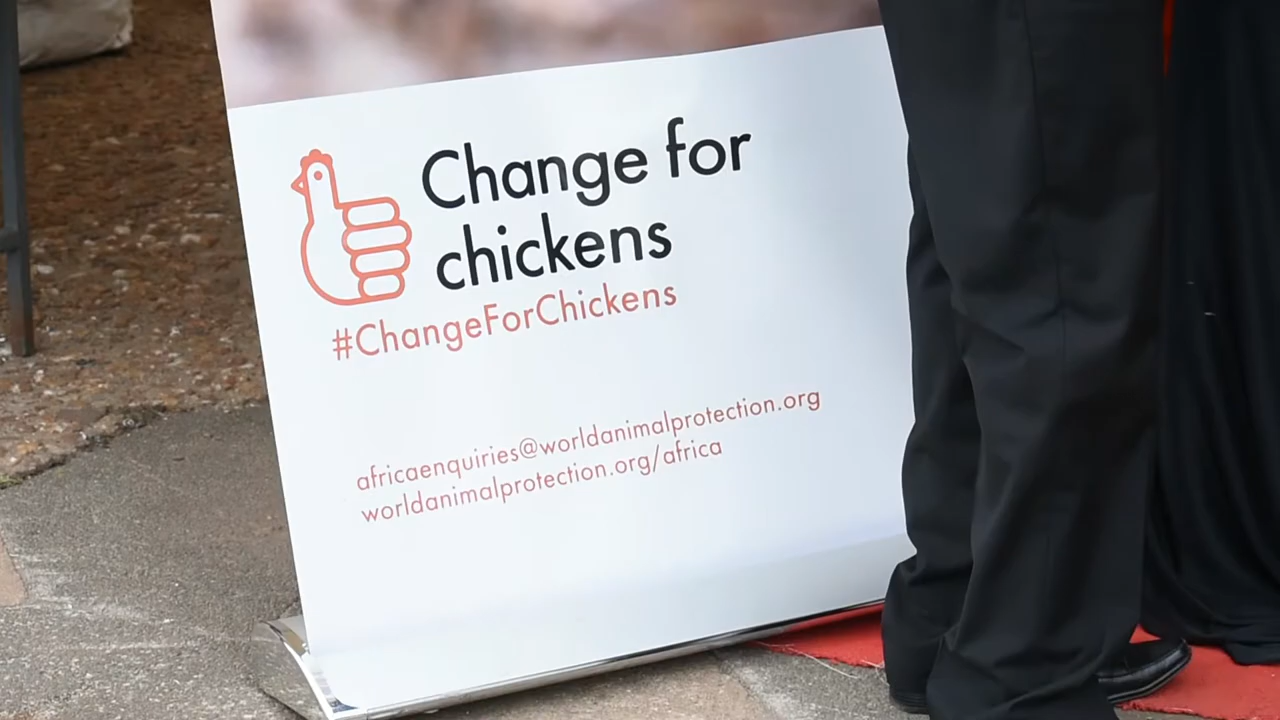 Change for
chickens
#ChangeForChickens
africaenquiries@worldanimalprotection.org
worldanimalprotection.org/africa